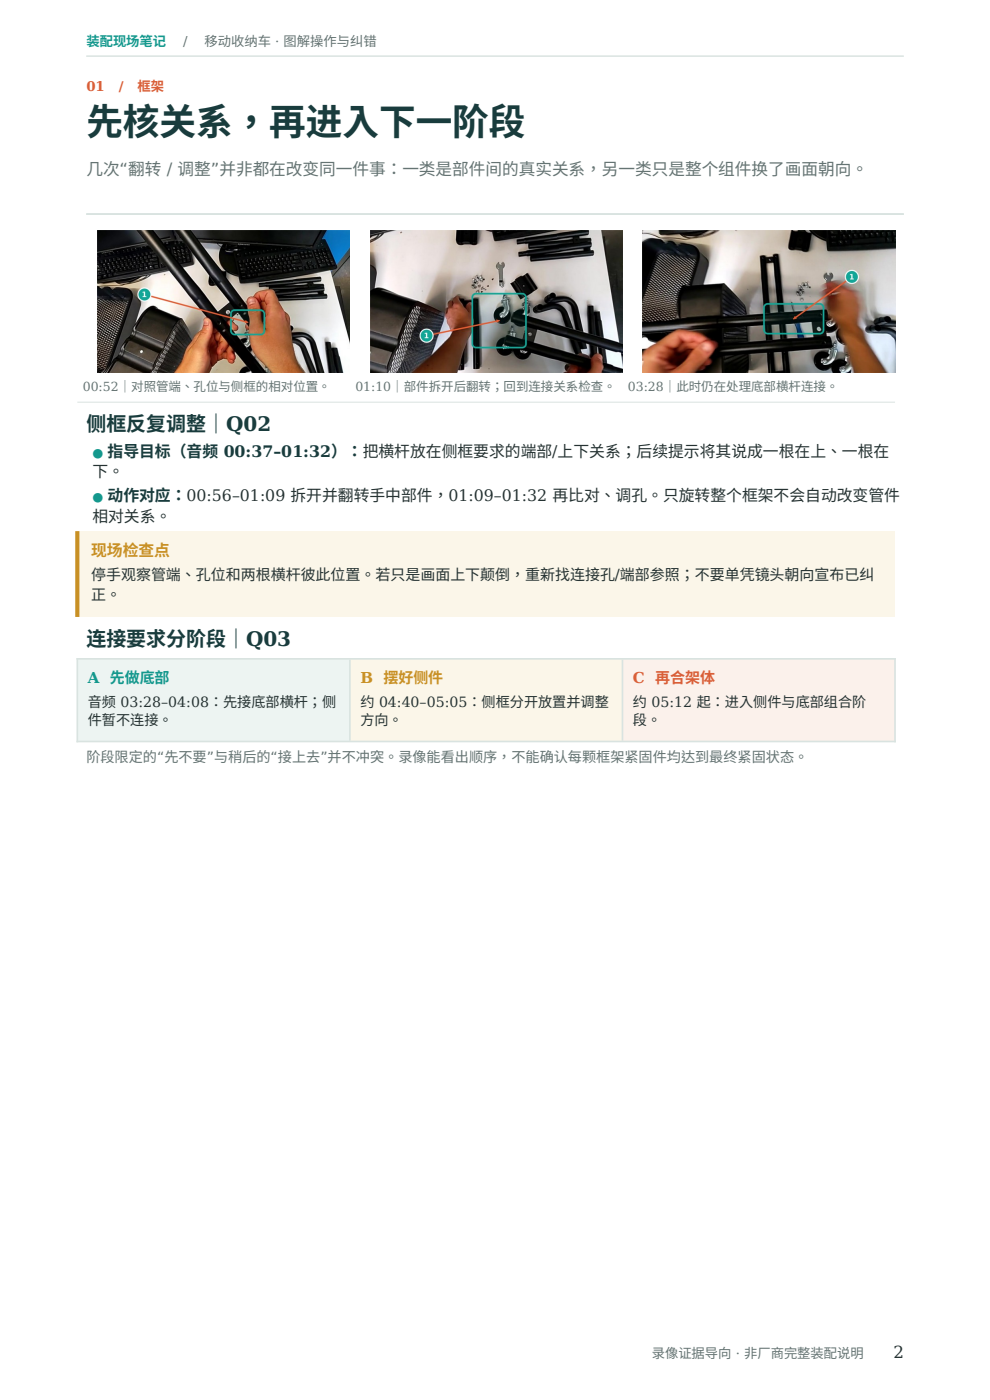 装配现场笔记 / 移动收纳车 · 图解操作与纠错
01 / 框架
先核关系，再进入下一阶段
几次“翻转 / 调整”并非都在改变同一件事：一类是部件间的真实关系，另一类只是整个组件换了画面朝向。
1
1
1
00:52｜对照管端、孔位与侧框的相对位置。
01:10｜部件拆开后翻转；回到连接关系检查。
03:28｜此时仍在处理底部横杆连接。
侧框反复调整｜Q02
● 指导目标（音频 00:37–01:32）：把横杆放在侧框要求的端部/上下关系；后续提示将其说成一根在上、一根在
下。
● 动作对应：00:56–01:09 拆开并翻转手中部件，01:09–01:32 再比对、调孔。只旋转整个框架不会自动改变管件
相对关系。
现场检查点
停手观察管端、孔位和两根横杆彼此位置。若只是画面上下颠倒，重新找连接孔/端部参照；不要单凭镜头朝向宣布已纠
正。
连接要求分阶段｜Q03
A 先做底部
音频 03:28–04:08：先接底部横杆；侧
件暂不连接。
B 摆好侧件
约 04:40–05:05：侧框分开放置并调整
方向。
C 再合架体
约 05:12 起：进入侧件与底部组合阶
段。
阶段限定的“先不要”与稍后的“接上去”并不冲突。录像能看出顺序，不能确认每颗框架紧固件均达到最终紧固状态。
录像证据导向 · 非厂商完整装配说明 2